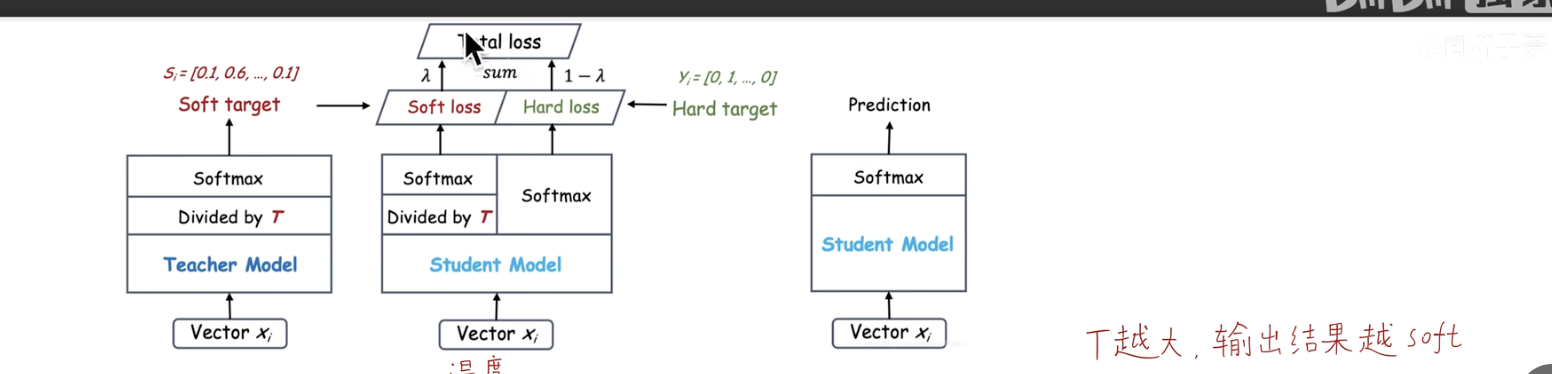 Total loss
λ
sum
1 − λ
Sᵢ = [0.1, 0.6, ..., 0.1]
Soft target
Soft loss
Hard loss
Yᵢ = [0, 1, ..., 0]
Hard target
Prediction
Softmax
Divided by T
Teacher Model
Vector xᵢ
Softmax
Divided by T
Softmax
Student Model
Vector xᵢ
温度
Softmax
Student Model
Vector xᵢ
T越大,输出结果越soft